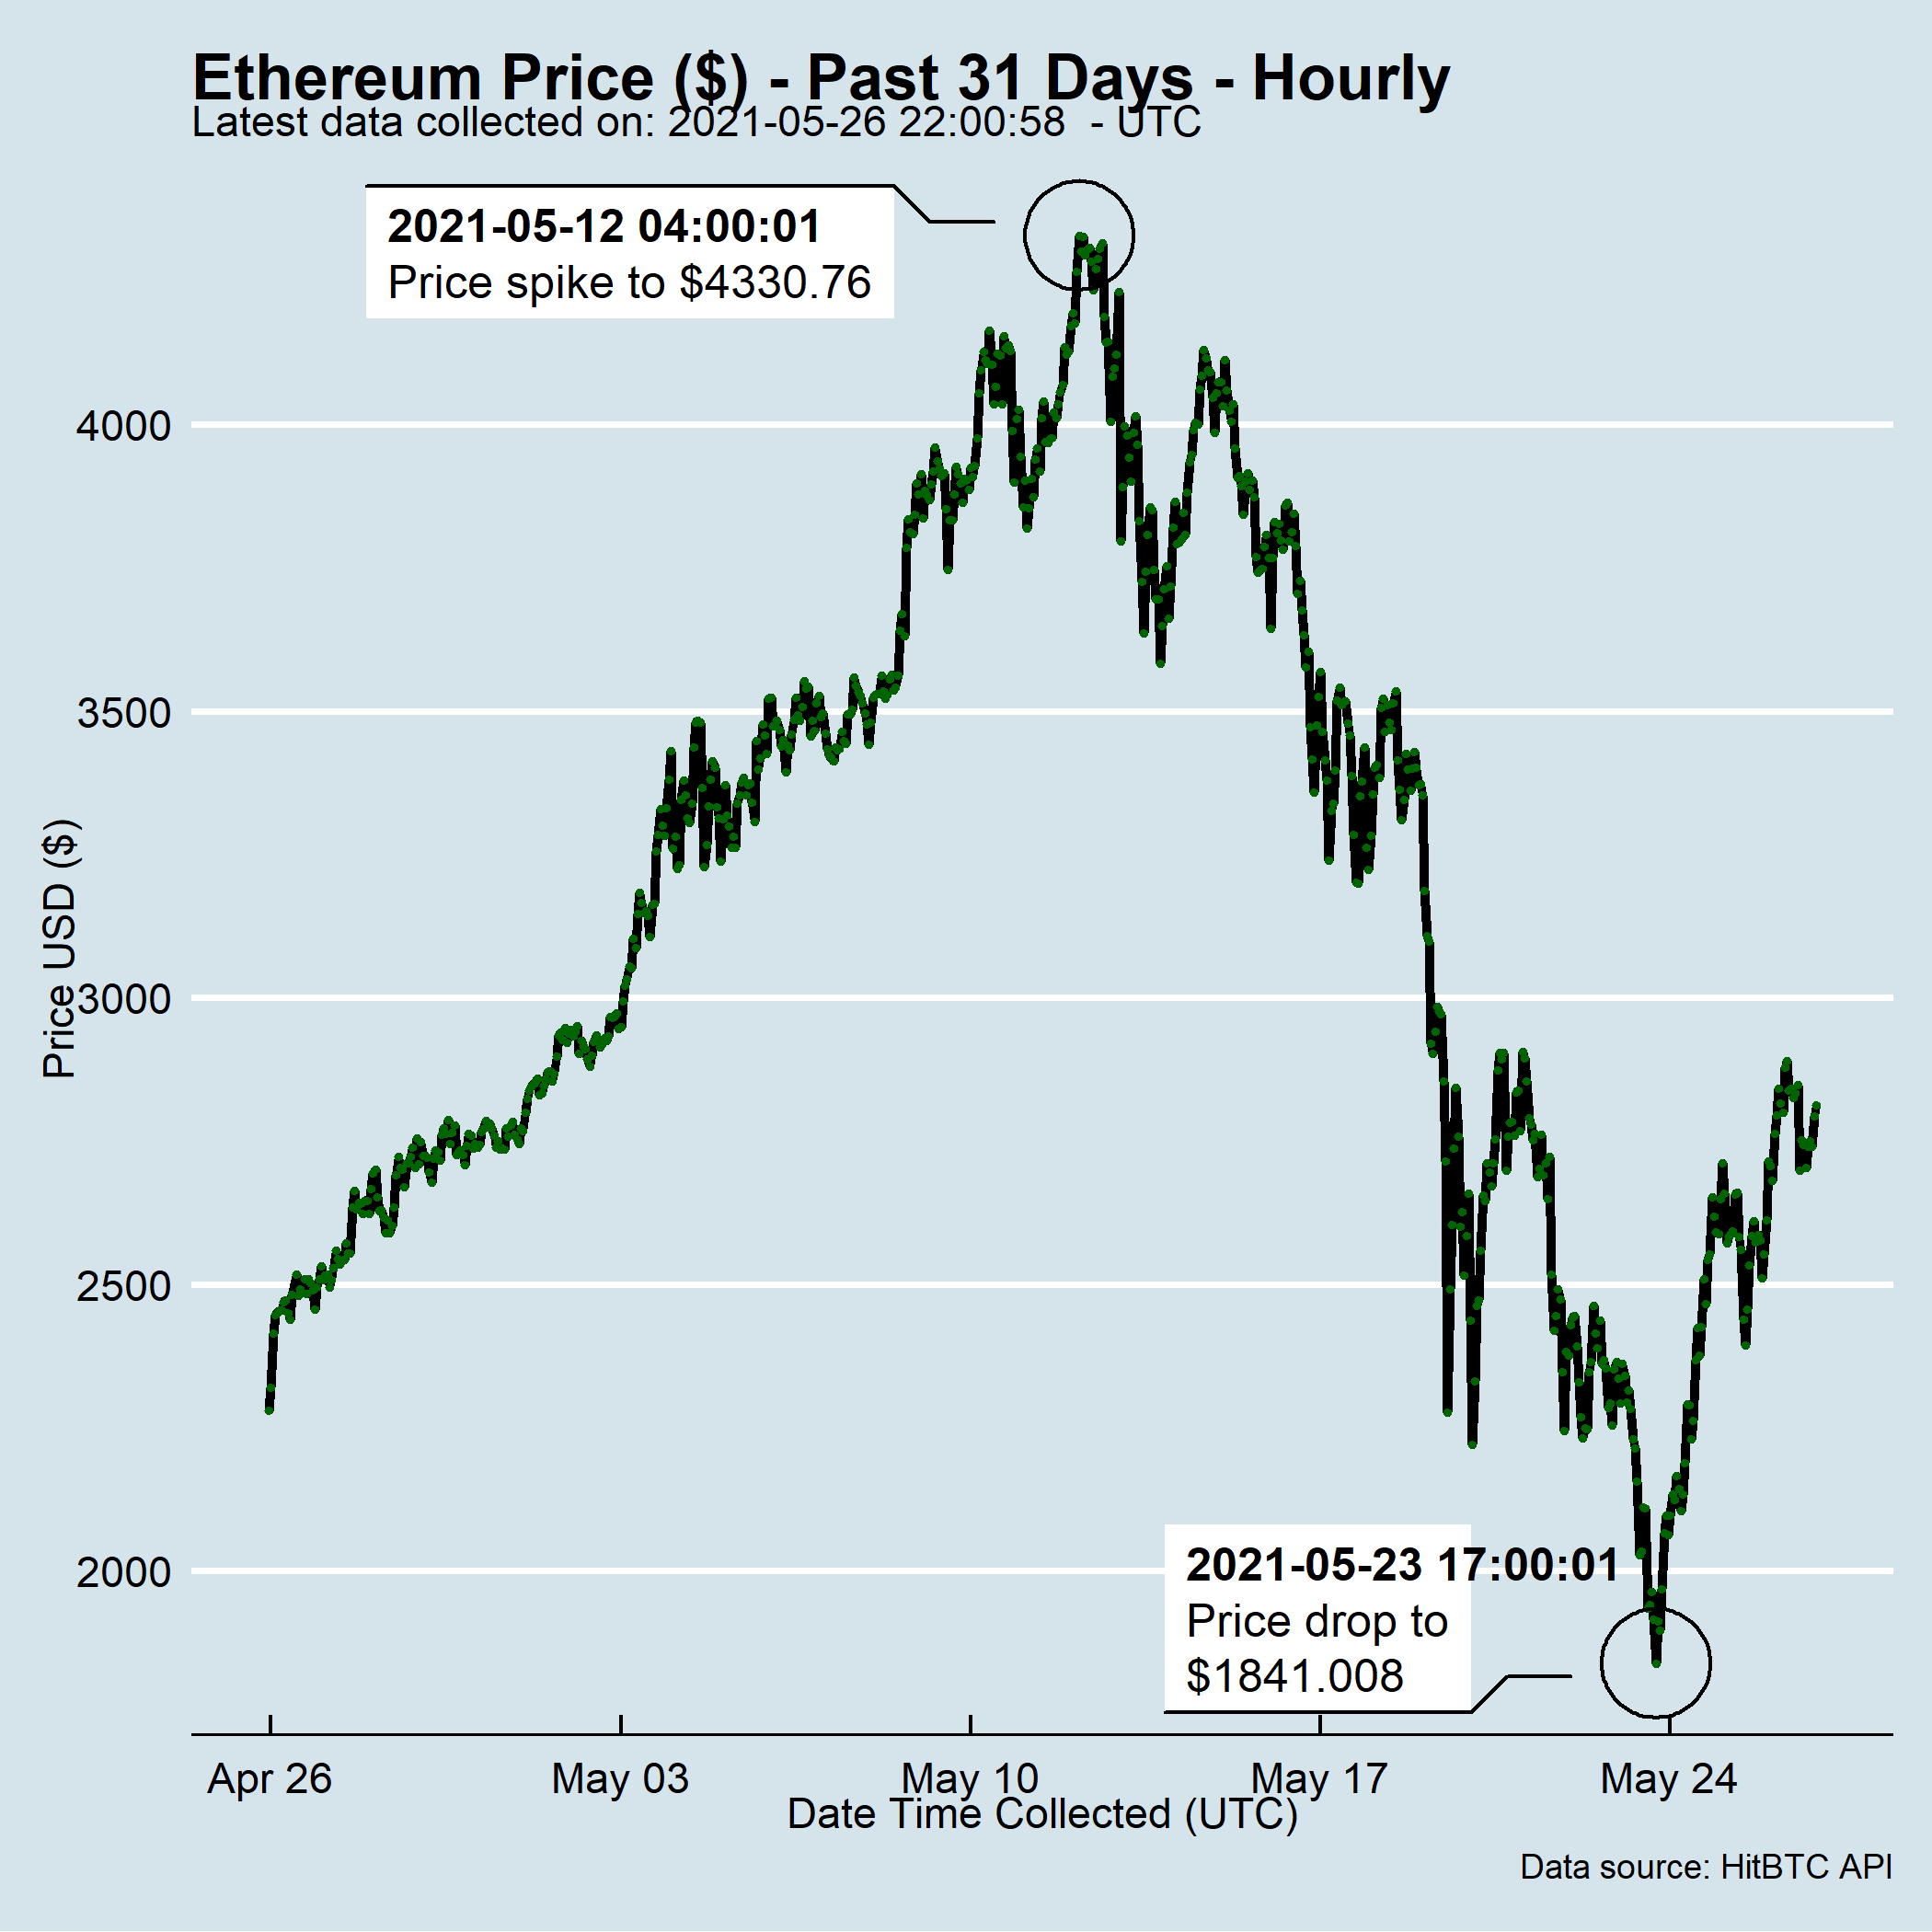 Ethereum Price ($) - Past 31 Days - Hourly
Latest data collected on: 2021-05-26 22:00:58  - UTC
2021-05-12 04:00:01
Price spike to $4330.76
4000
3500
3000
2500
2000
Price USD ($)
2021-05-23 17:00:01
Price drop to
$1841.008
Apr 26
May 03
May 10
May 17
May 24
Date Time Collected (UTC)
Data source: HitBTC API